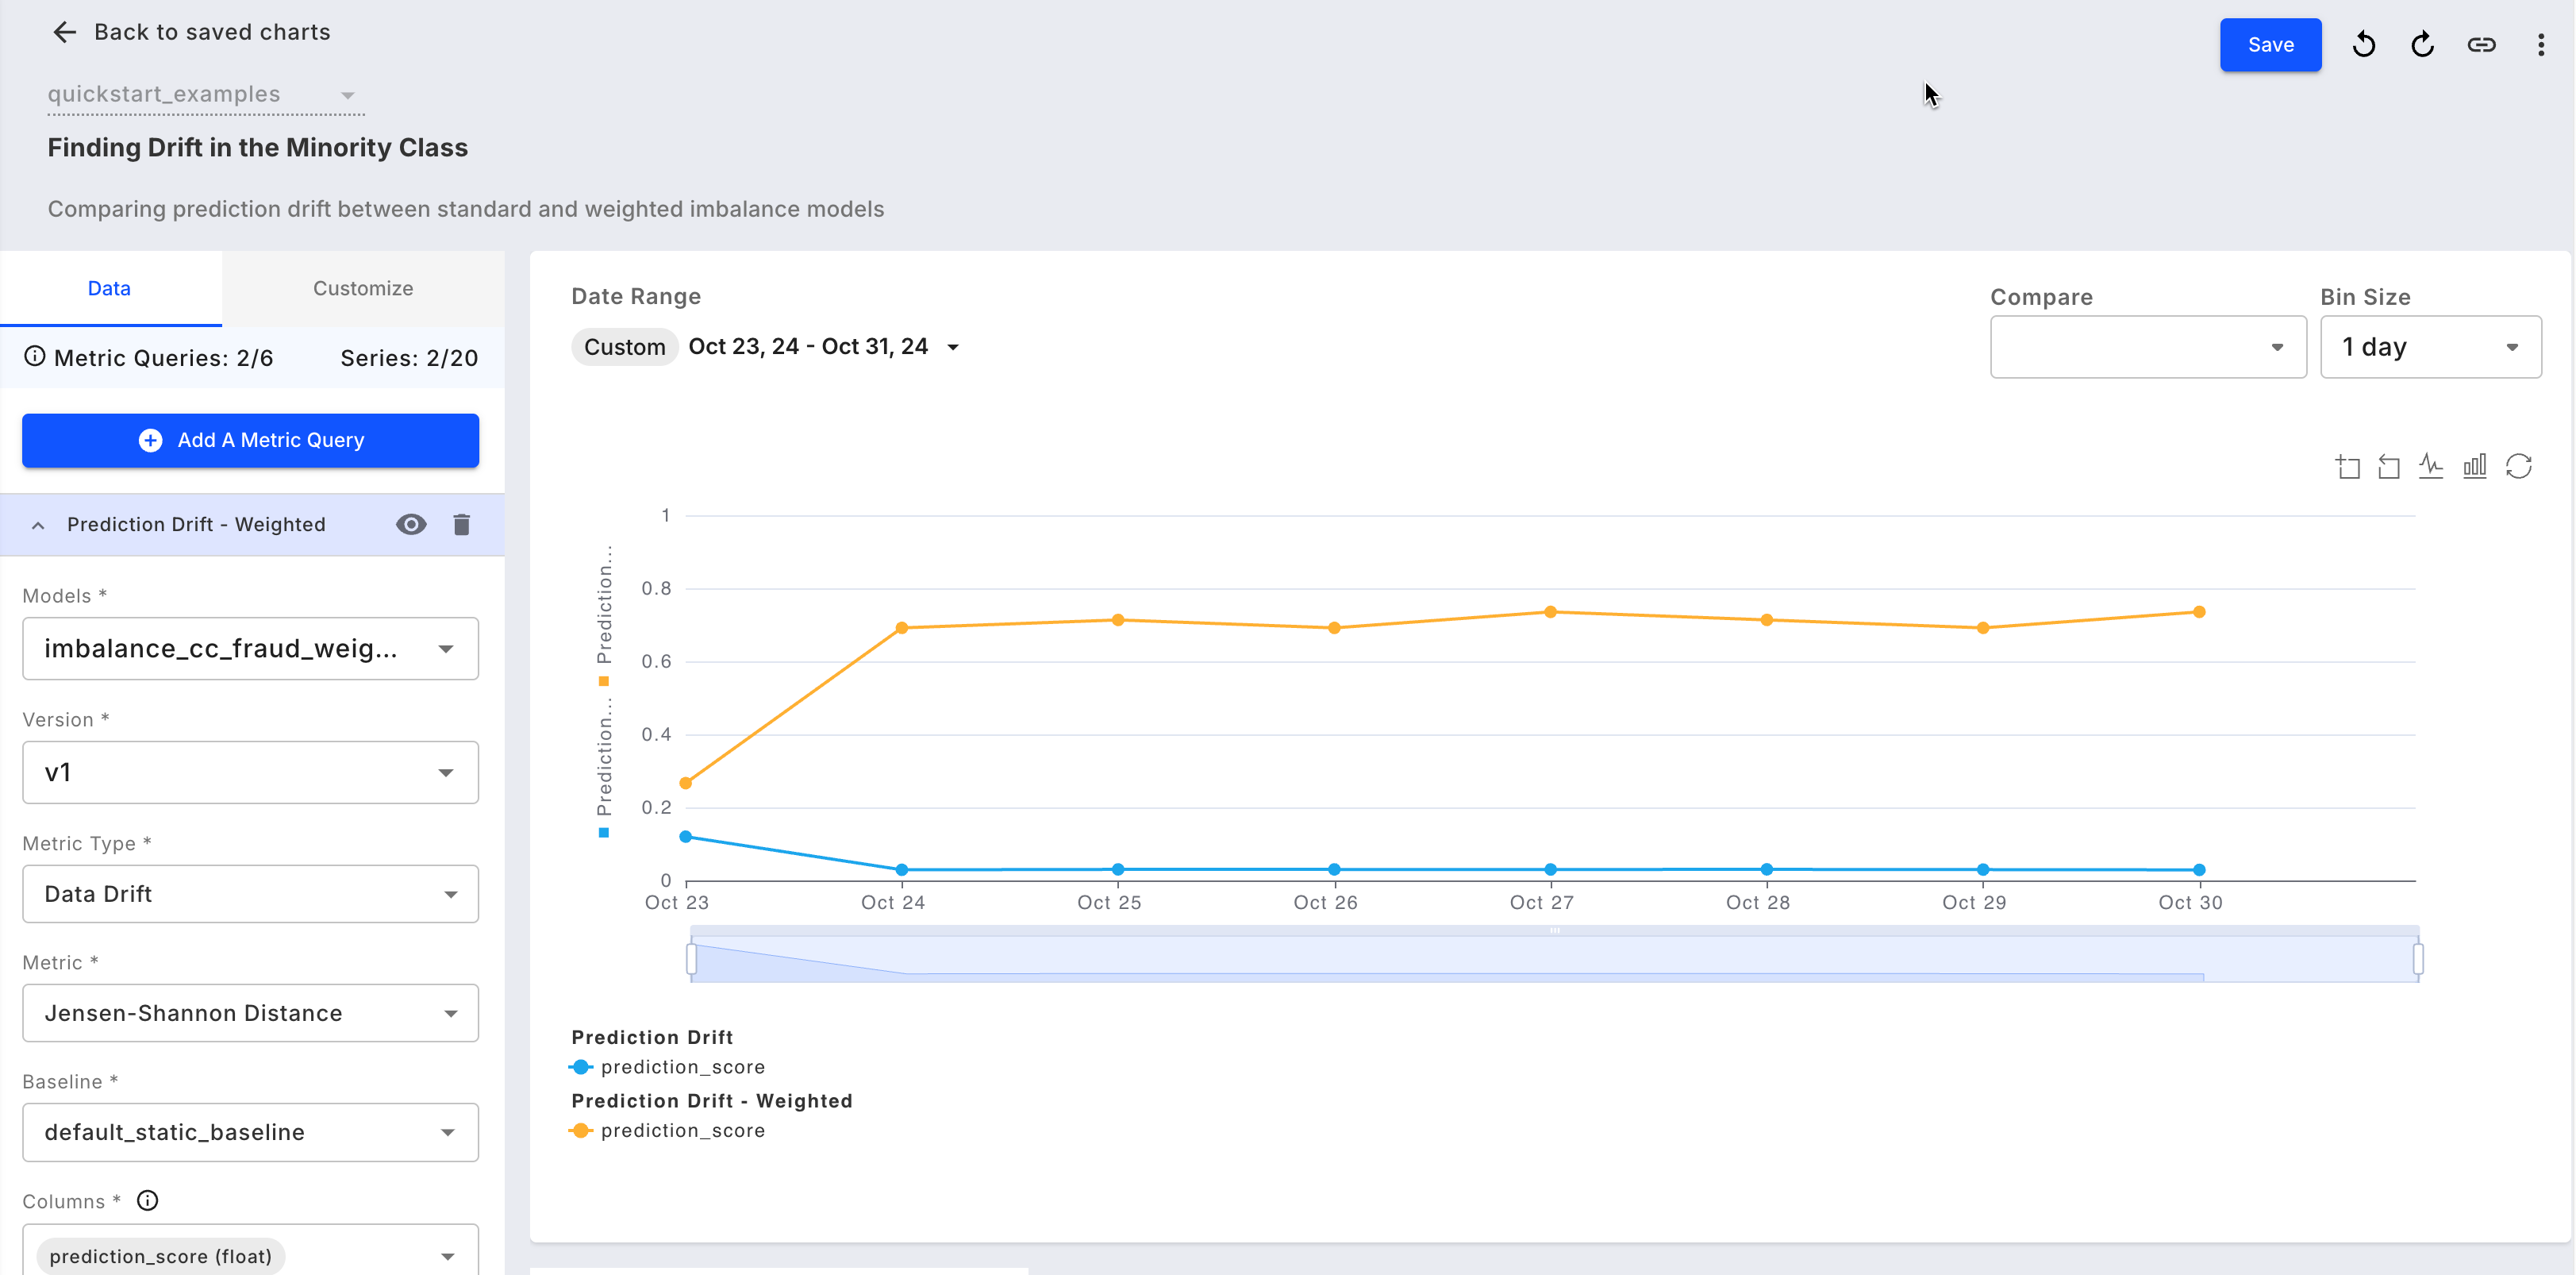 Back to saved charts
Save
quickstart_examples
Finding Drift in the Minority Class
Comparing prediction drift between standard and weighted imbalance models
Data
Customize
Metric Queries: 2/6
Series: 2/20
Add A Metric Query
Prediction Drift - Weighted
Models *
imbalance_cc_fraud_weig...
Version *
v1
Metric Type *
Data Drift
Metric *
Jensen-Shannon Distance
Baseline *
default_static_baseline
Columns *
prediction_score (float)
Date Range
Custom
Oct 23, 24 - Oct 31, 24
Compare
Bin Size
1 day
Prediction...
Prediction...
1
0.8
0.6
0.4
0.2
0
Oct 23
Oct 24
Oct 25
Oct 26
Oct 27
Oct 28
Oct 29
Oct 30
Prediction Drift
prediction_score
Prediction Drift - Weighted
prediction_score